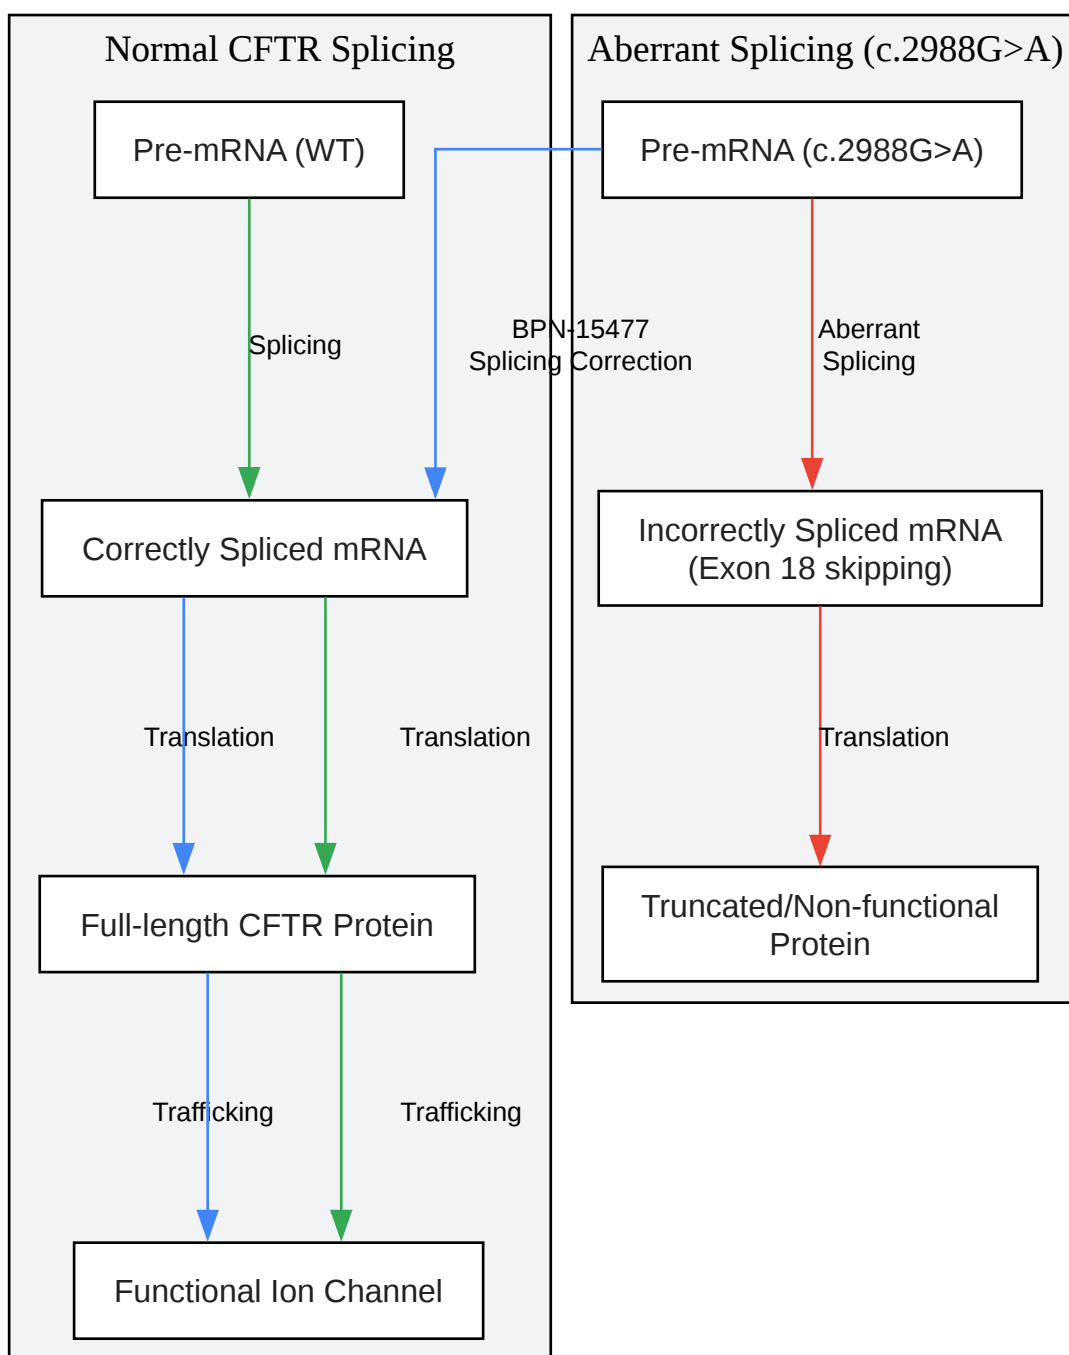 Normal CFTR Splicing
Aberrant Splicing (c.2988G>A)
Pre-mRNA (WT)
Pre-mRNA (c.2988G>A)
Splicing
BPN-15477
Splicing Correction
Aberrant
Splicing
Correctly Spliced mRNA
Incorrectly Spliced mRNA
(Exon 18 skipping)
Translation
Translation
Translation
Full-length CFTR Protein
Truncated/Non-functional
Protein
Trafficking
Trafficking
Functional Ion Channel